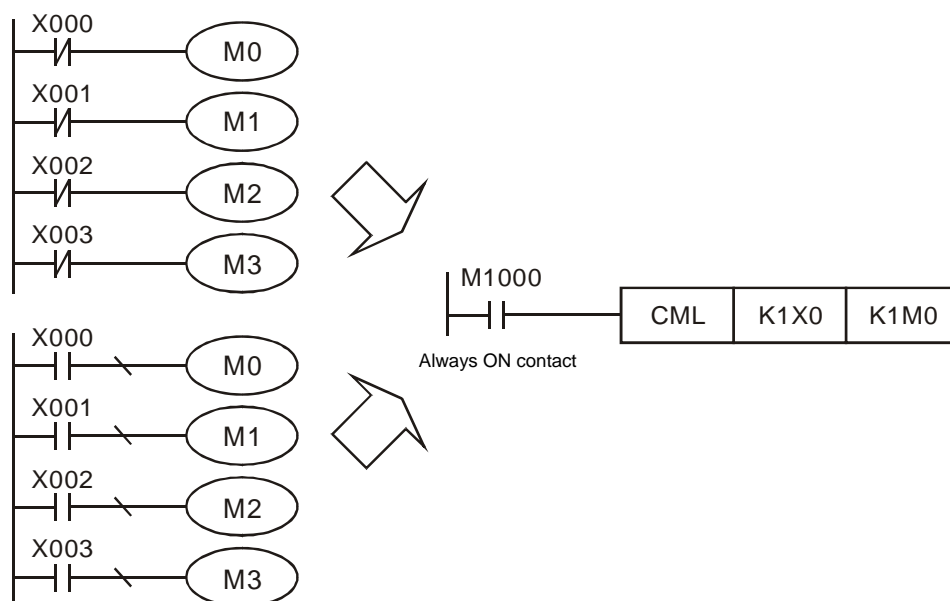 X000
M0
X001
M1
X002
M2
X003
M3
M1000
CML K1X0 K1M0
Always ON contact
X000
M0
X001
M1
X002
M2
X003
M3